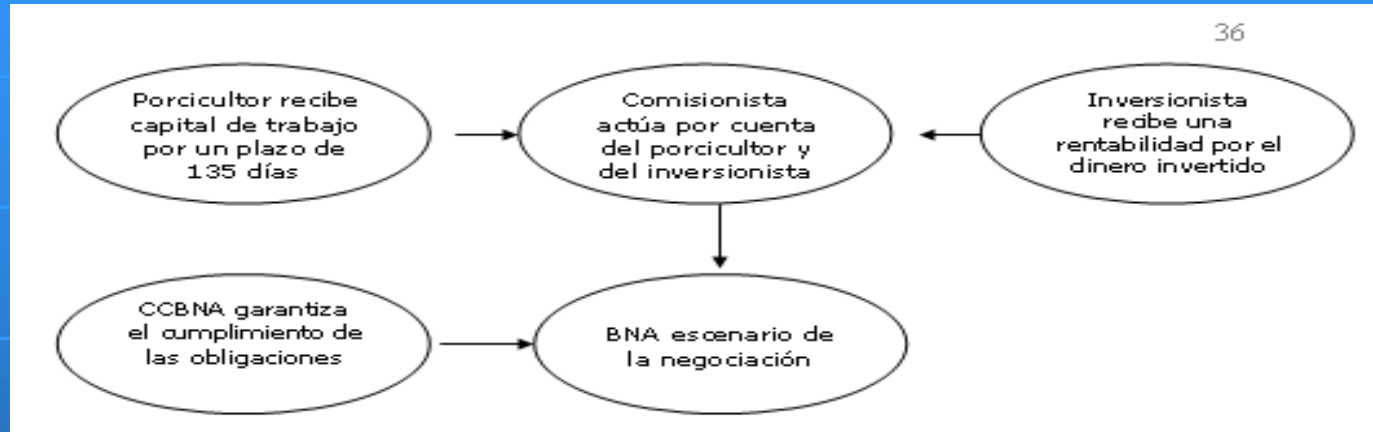 36
Porcicultor recibe
capital de trabajo
por un plazo de
135 días
Comisionista
actúa por cuenta
del porcicultor y
del inversionista
Inversionista
recibe una
rentabilidad por el
dinero invertido
CCBNA garantiza
el cumplimiento de
las obligaciones
BNA escenario de
la negociación